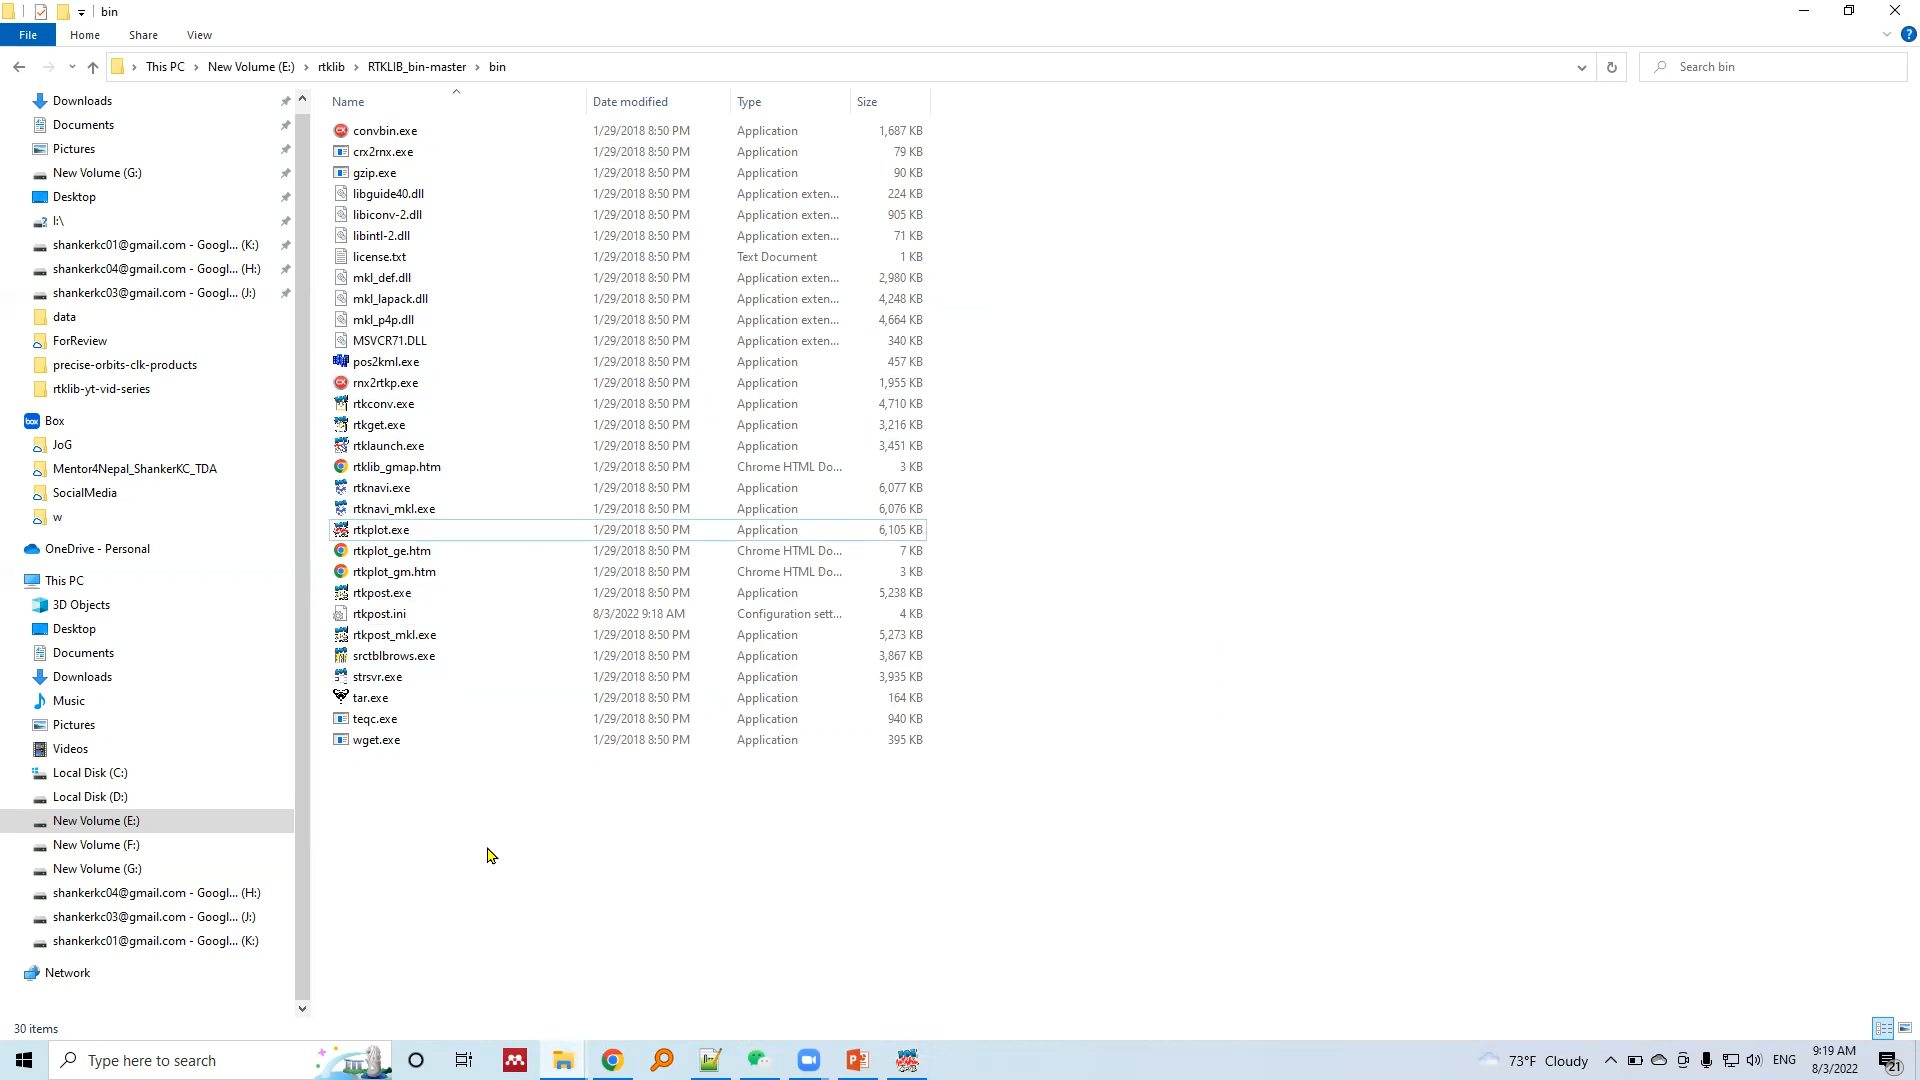 bin
File Home Share View
This PC New Volume (E:) rtklib RTKLIB_bin-master bin
Search bin
Downloads
Documents
Pictures
New Volume (G:)
Desktop
I:\
shankerkc01@gmail.com - Googl... (K:)
shankerkc04@gmail.com - Googl... (H:)
shankerkc03@gmail.com - Googl... (J:)
data
ForReview
precise-orbits-clk-products
rtklib-yt-vid-series
box Box
JoG
Mentor4Nepal_ShankerKC_TDA
SocialMedia
w
OneDrive - Personal
This PC
3D Objects
Desktop
Documents
Downloads
Music
Pictures
Videos
Local Disk (C:)
Local Disk (D:)
New Volume (E:)
New Volume (F:)
New Volume (G:)
shankerkc04@gmail.com - Googl... (H:)
shankerkc03@gmail.com - Googl... (J:)
shankerkc01@gmail.com - Googl... (K:)
Network
Name Date modified Type Size
convbin.exe 1/29/2018 8:50 PM Application 1,687 KB
crx2rnx.exe 1/29/2018 8:50 PM Application 79 KB
gzip.exe 1/29/2018 8:50 PM Application 90 KB
libguide40.dll 1/29/2018 8:50 PM Application exten... 224 KB
libiconv-2.dll 1/29/2018 8:50 PM Application exten... 905 KB
libintl-2.dll 1/29/2018 8:50 PM Application exten... 71 KB
license.txt 1/29/2018 8:50 PM Text Document 1 KB
mkl_def.dll 1/29/2018 8:50 PM Application exten... 2,980 KB
mkl_lapack.dll 1/29/2018 8:50 PM Application exten... 4,248 KB
mkl_p4p.dll 1/29/2018 8:50 PM Application exten... 4,664 KB
MSVCR71.DLL 1/29/2018 8:50 PM Application exten... 340 KB
pos2kml.exe 1/29/2018 8:50 PM Application 457 KB
rnx2rtkp.exe 1/29/2018 8:50 PM Application 1,955 KB
rtkconv.exe 1/29/2018 8:50 PM Application 4,710 KB
rtkget.exe 1/29/2018 8:50 PM Application 3,216 KB
rtklaunch.exe 1/29/2018 8:50 PM Application 3,451 KB
rtklib_gmap.htm 1/29/2018 8:50 PM Chrome HTML Do... 3 KB
rtknavi.exe 1/29/2018 8:50 PM Application 6,077 KB
rtknavi_mkl.exe 1/29/2018 8:50 PM Application 6,076 KB
rtkplot.exe 1/29/2018 8:50 PM Application 6,105 KB
rtkplot_ge.htm 1/29/2018 8:50 PM Chrome HTML Do... 7 KB
rtkplot_gm.htm 1/29/2018 8:50 PM Chrome HTML Do... 3 KB
rtkpost.exe 1/29/2018 8:50 PM Application 5,238 KB
rtkpost.ini 8/3/2022 9:18 AM Configuration sett... 4 KB
rtkpost_mkl.exe 1/29/2018 8:50 PM Application 5,273 KB
srctblbrows.exe 1/29/2018 8:50 PM Application 3,867 KB
strsvr.exe 1/29/2018 8:50 PM Application 3,935 KB
tar.exe 1/29/2018 8:50 PM Application 164 KB
teqc.exe 1/29/2018 8:50 PM Application 940 KB
wget.exe 1/29/2018 8:50 PM Application 395 KB
30 items
Type here to search
73°F Cloudy
ENG
9:19 AM
8/3/2022
21